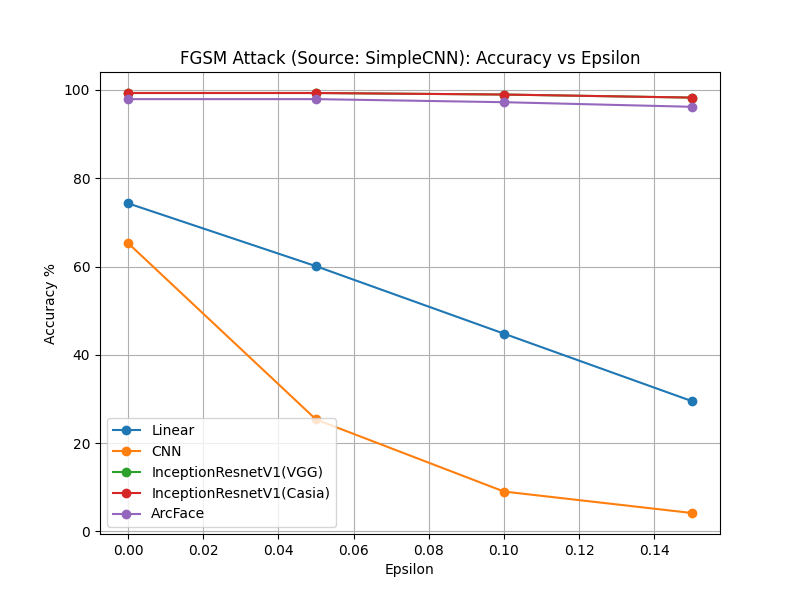 FGSM Attack (Source: SimpleCNN): Accuracy vs Epsilon
Accuracy %
100
80
60
40
20
0
Linear
CNN
InceptionResnetV1(VGG)
InceptionResnetV1(Casia)
ArcFace
0.00 0.02 0.04 0.06 0.08 0.10 0.12 0.14
Epsilon